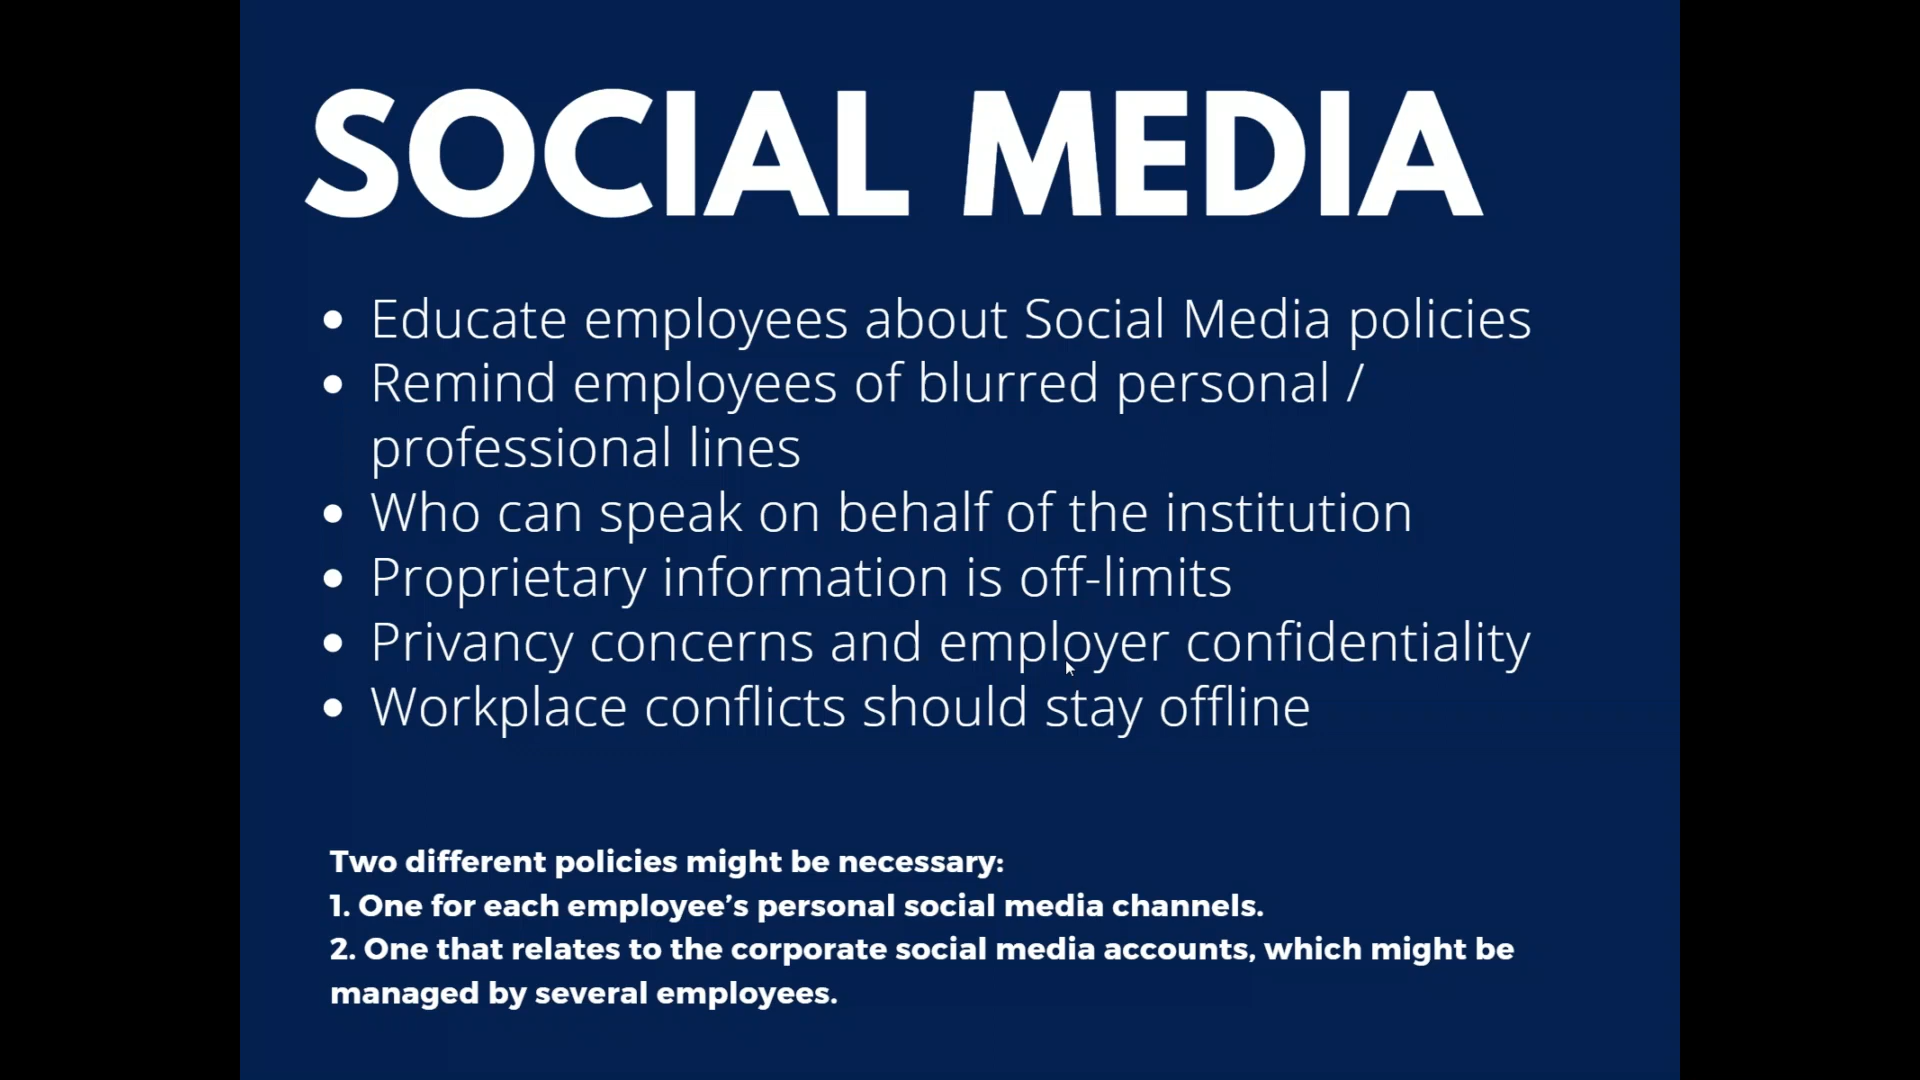 SOCIAL MEDIA
• Educate employees about Social Media policies
• Remind employees of blurred personal /
professional lines
• Who can speak on behalf of the institution
• Proprietary information is off-limits
• Privancy concerns and employer confidentiality
• Workplace conflicts should stay offline
Two different policies might be necessary:
1. One for each employee’s personal social media channels.
2. One that relates to the corporate social media accounts, which might be
managed by several employees.